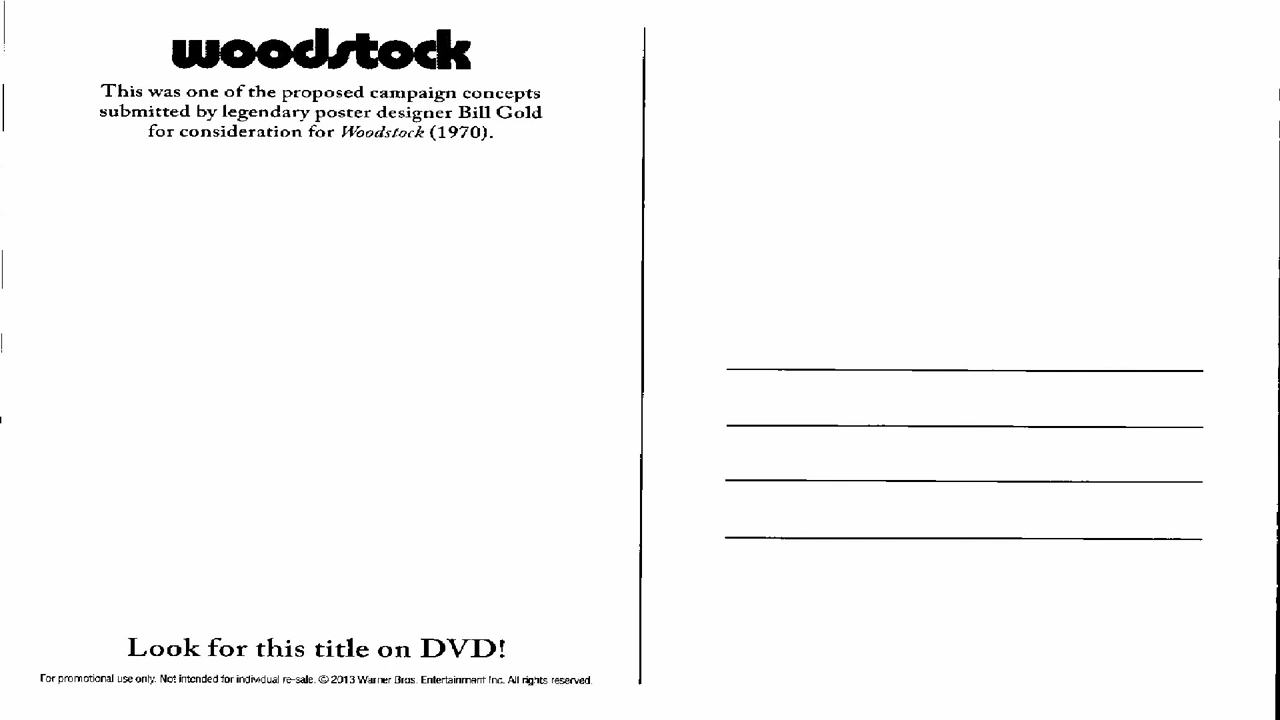 woodstock
This was one of the proposed campaign concepts
submitted by legendary poster designer Bill Gold
for consideration for Woodstock (1970).
Look for this title on DVD!
For promotional use only. Not intended for individual re-sale. © 2013 Warner Bros. Entertainment Inc. All rights reserved.